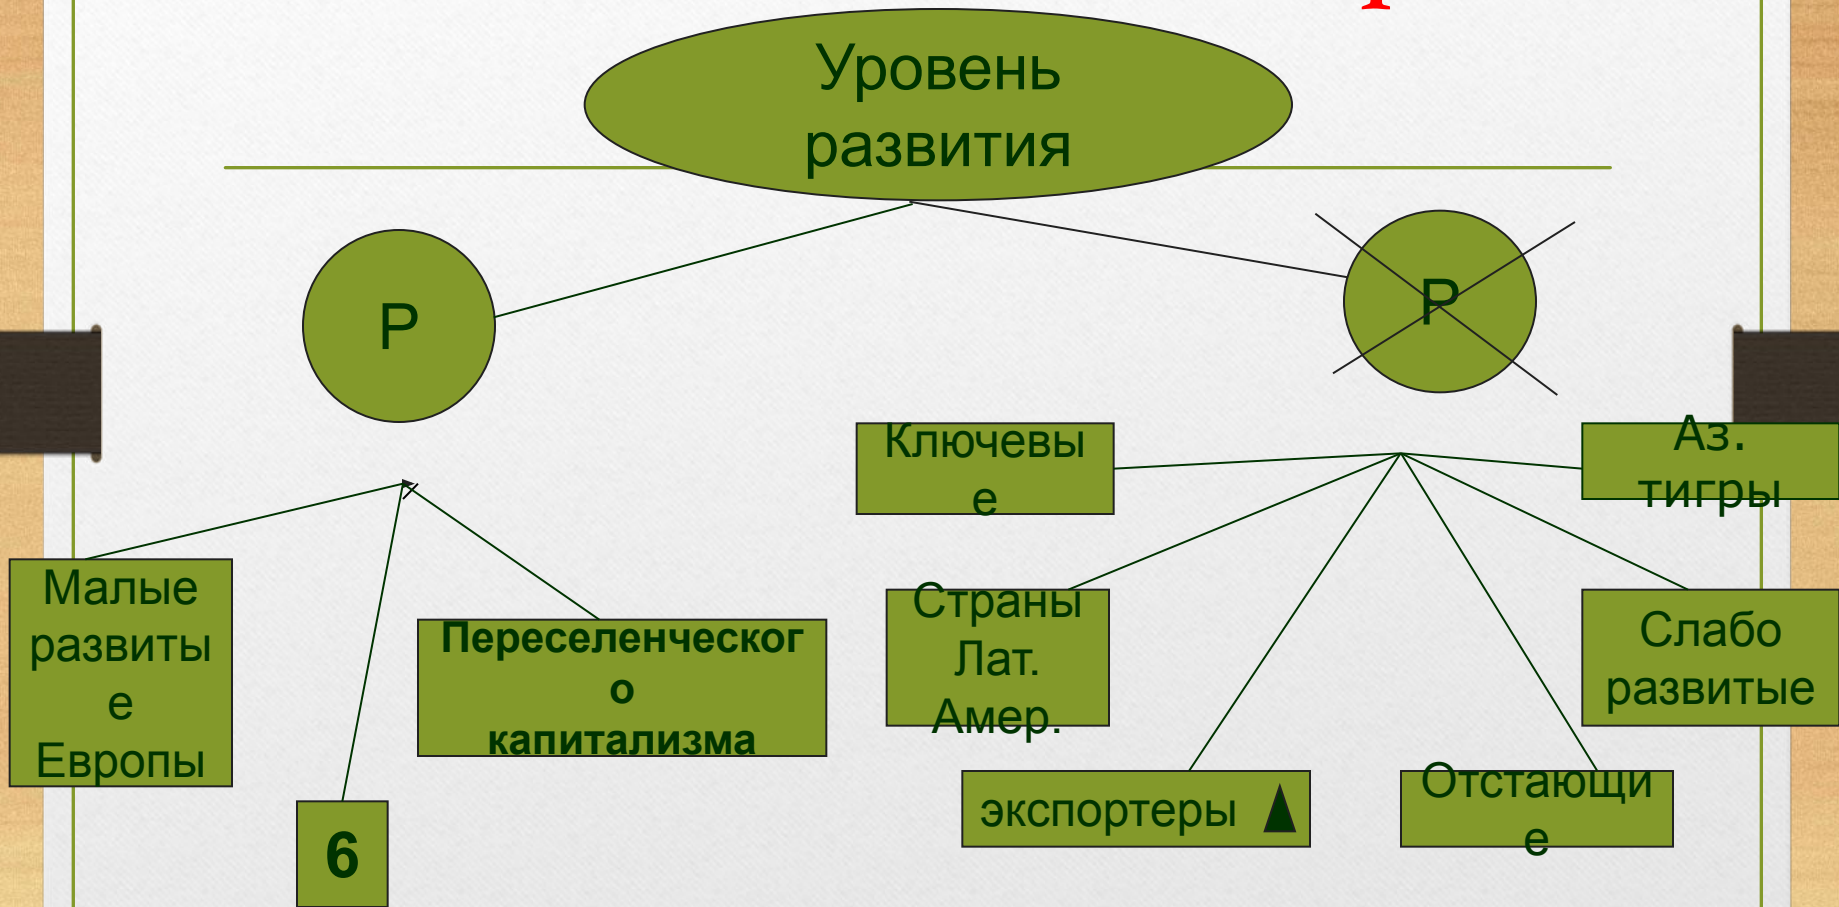 Уровень
развития
Р
Р
Ключевы
е
Аз.
тигры
Малые
развиты
е
Европы
Переселенческог
о
капитализма
Страны
Лат.
Амер.
Слабо
развитые
экспортеры
Отстающи
е
6